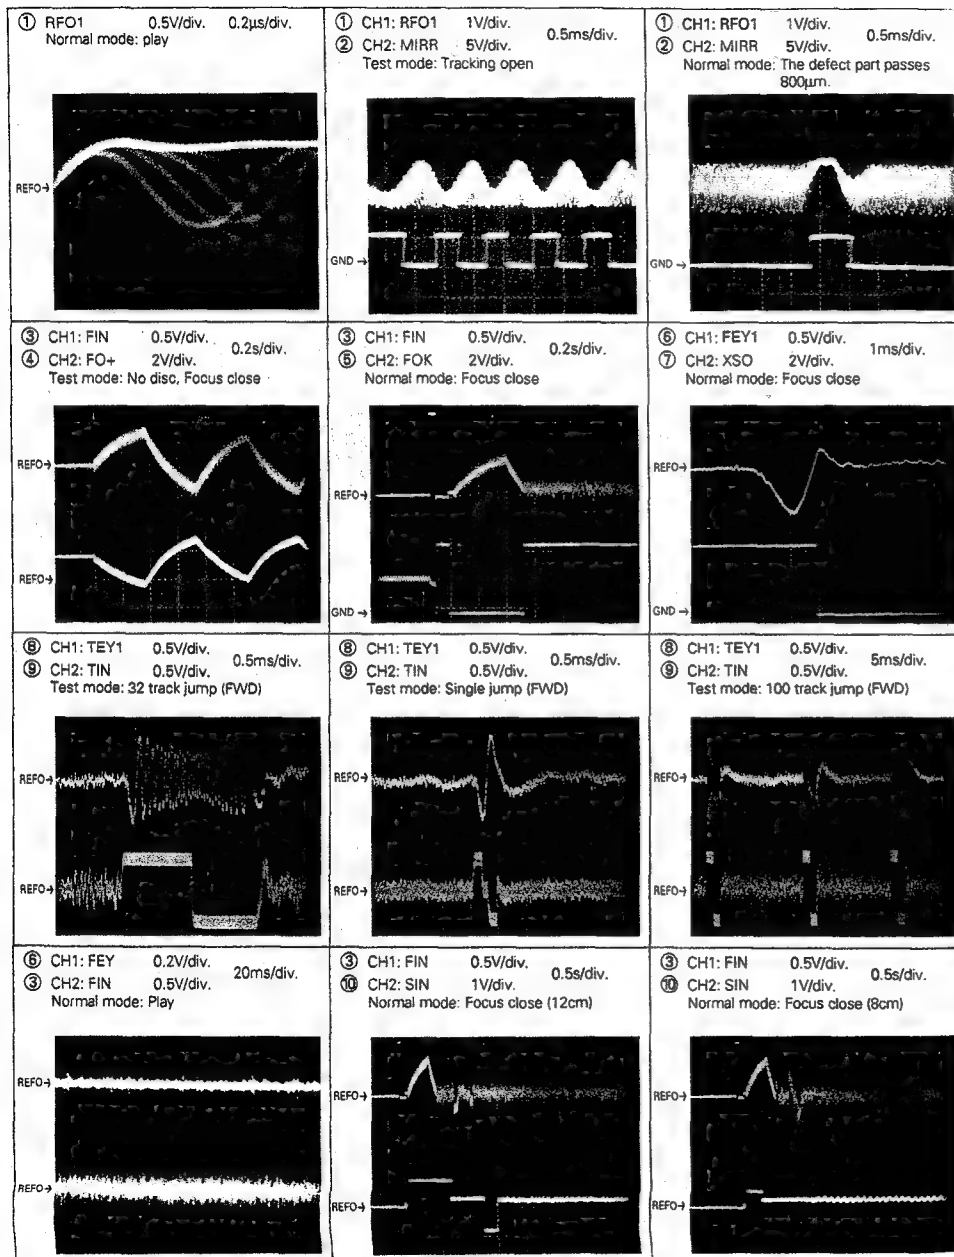 ① RFO1 0.5V/div. 0.2µs/div.
Normal mode: play
REFO→
① CH1: RFO1 1V/div. 0.5ms/div.
② CH2: MIRR 5V/div.
Test mode: Tracking open
GND →
① CH1: RFO1 1V/div. 0.5ms/div.
② CH2: MIRR 5V/div.
Normal mode: The defect part passes
800µm.
GND →
③ CH1: FIN 0.5V/div. 0.2s/div.
④ CH2: FO+ 2V/div.
Test mode: No disc, Focus close
REFO→
REFO→
③ CH1: FIN 0.5V/div. 0.2s/div.
⑤ CH2: FOK 2V/div.
Normal mode: Focus close
REFO→
GND →
⑥ CH1: FEY1 0.5V/div. 1ms/div.
⑦ CH2: XSO 2V/div.
Normal mode: Focus close
REFO→
GND →
⑧ CH1: TEY1 0.5V/div. 0.5ms/div.
⑨ CH2: TIN 0.5V/div.
Test mode: 32 track jump (FWD)
REFO→
REFO→
⑧ CH1: TEY1 0.5V/div. 0.5ms/div.
⑨ CH2: TIN 0.5V/div.
Test mode: Single jump (FWD)
REFO→
REFO→
⑧ CH1: TEY1 0.5V/div. 5ms/div.
⑨ CH2: TIN 0.5V/div.
Test mode: 100 track jump (FWD)
REFO→
REFO→
⑥ CH1: FEY 0.2V/div. 20ms/div.
③ CH2: FIN 0.5V/div.
Normal mode: Play
REFO→
REFO→
③ CH1: FIN 0.5V/div. 0.5s/div.
⑩ CH2: SIN 1V/div.
Normal mode: Focus close (12cm)
REFO→
REFO→
③ CH1: FIN 0.5V/div. 0.5s/div.
⑩ CH2: SIN 1V/div.
Normal mode: Focus close (8cm)
REFO→
REFO→